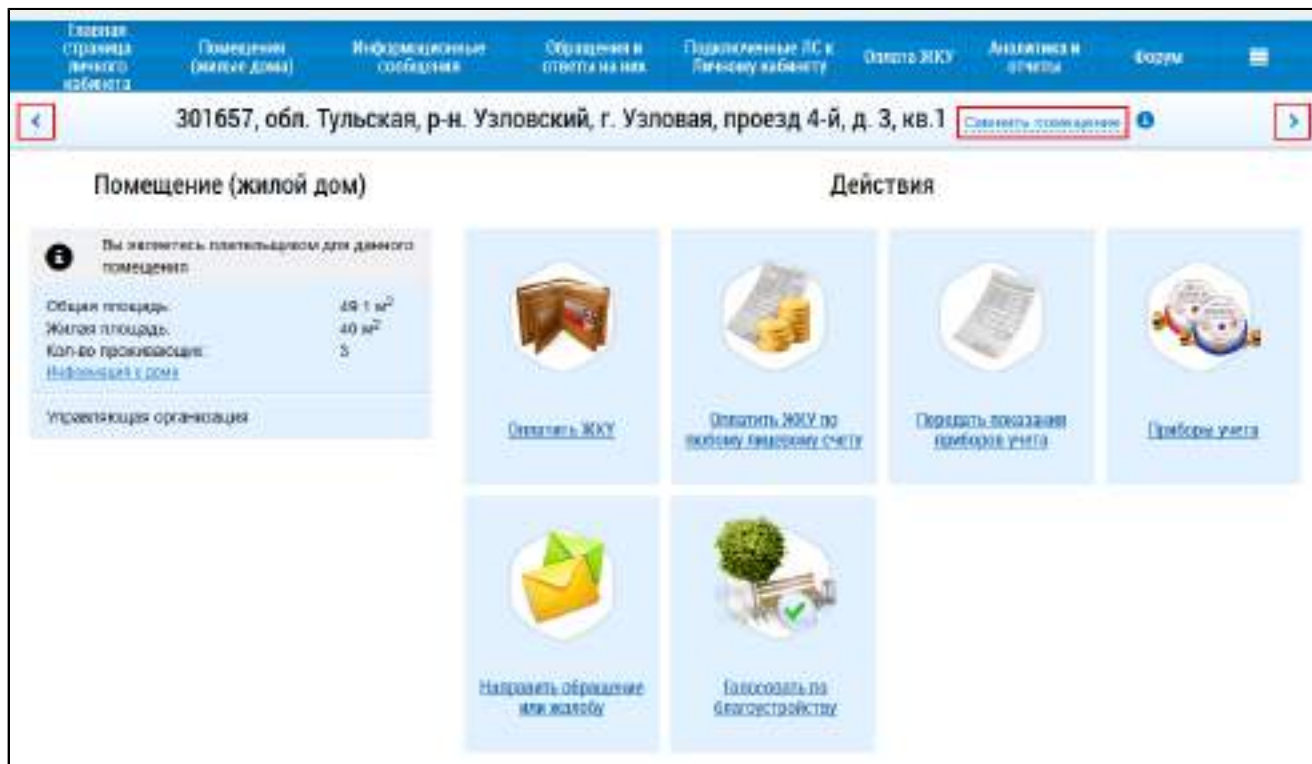 Главная
страница
личного
кабинета
Помещения
(жилые дома)
Информационные
сообщения
Обращения и
ответы на них
Подключенные ЛС к
Личному кабинету
Оплата ЖКУ
Аналитика и
отчеты
Форум
301657, обл. Тульская, р-н. Узловский, г. Узловая, проезд 4-й, д. 3, кв.1 Сменить помещение
Помещение (жилой дом)
Действия
Вы являетесь плательщиком для данного
помещения
Общая площадь: 49.1 м²
Жилая площадь: 40 м²
Кол-во проживающих: 3
Информация о доме
Управляющая организация
Оплатить ЖКУ
Оплатить ЖКУ по
любому лицевому счету
Передать показания
приборов учета
Приборы учета
Направить обращение
или жалобу
Голосовать по
благоустройству